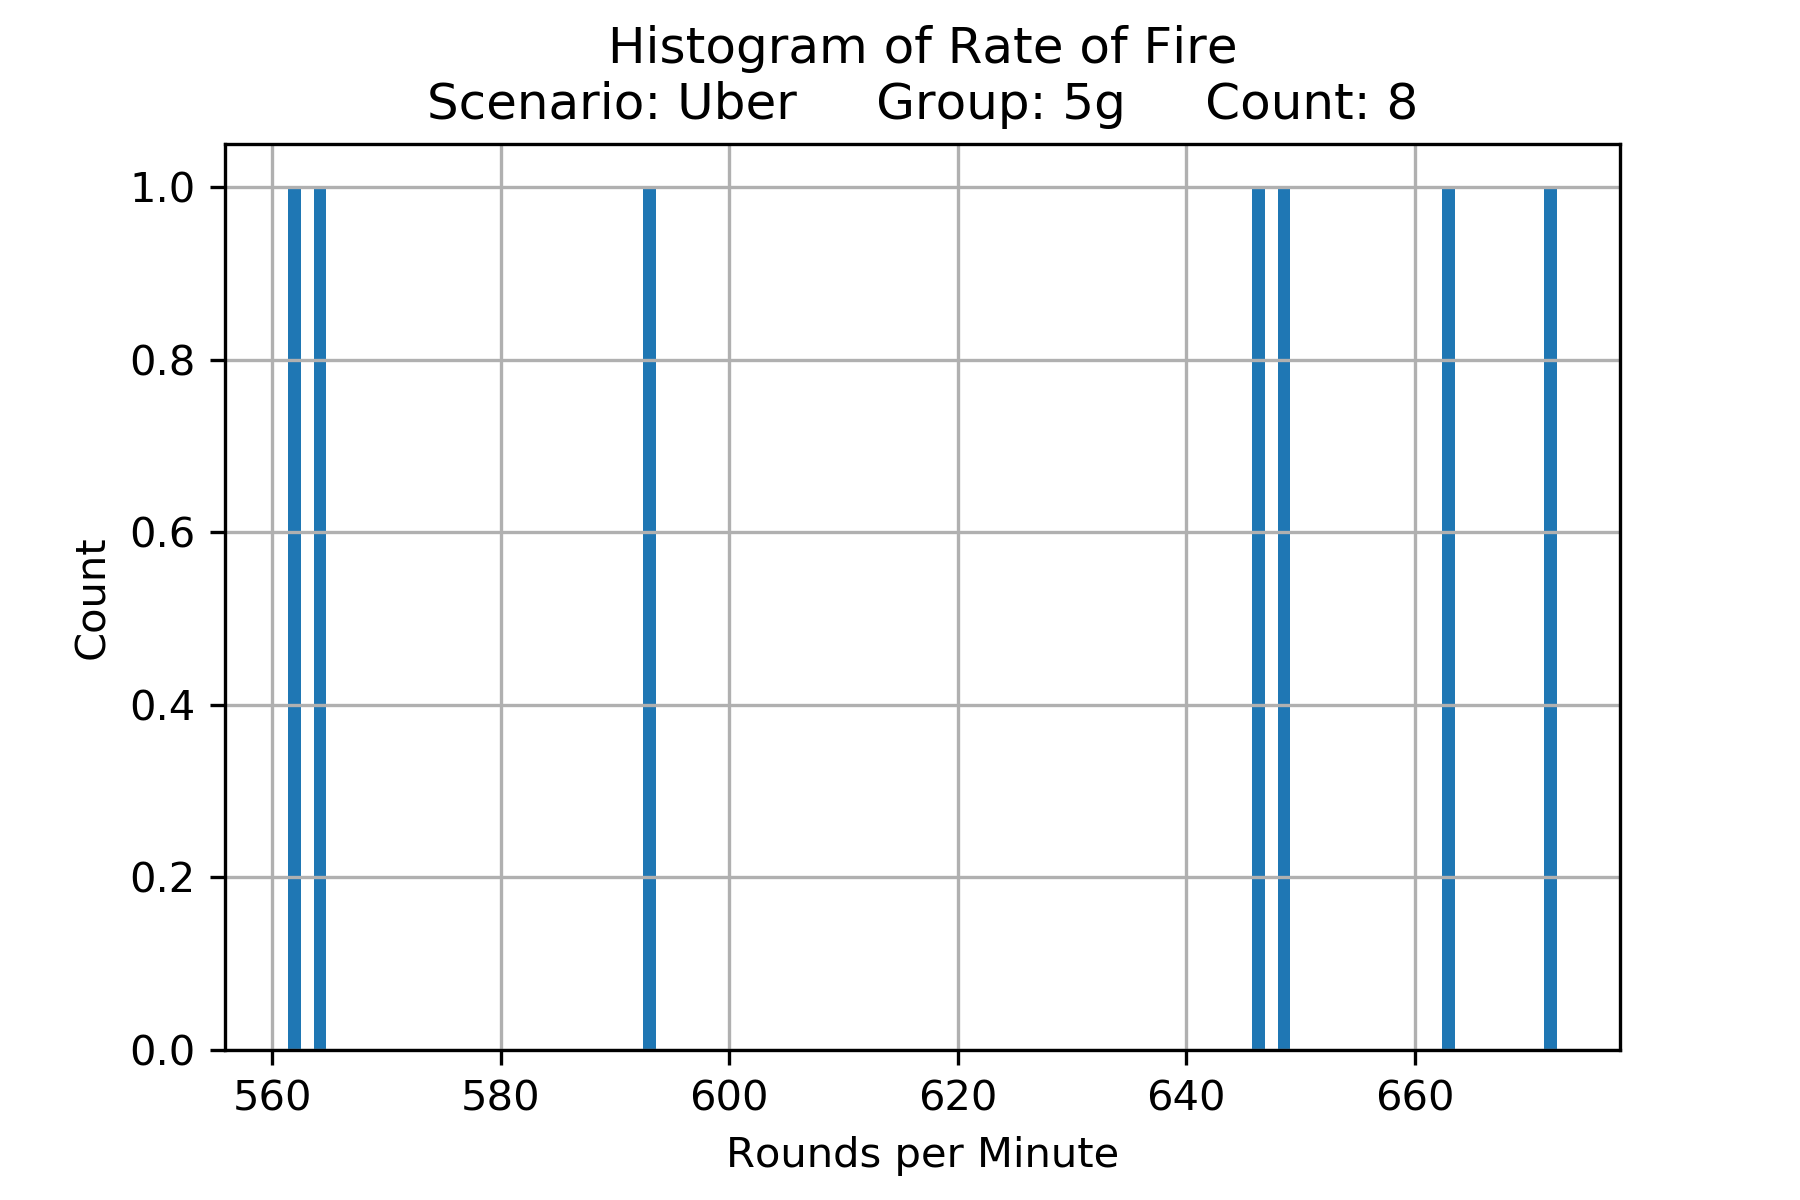 Histogram of Rate of Fire
Scenario: Uber Group: 5g Count: 8
1.0
0.8
0.6
0.4
0.2
0.0
Count
560 580 600 620 640 660
Rounds per Minute